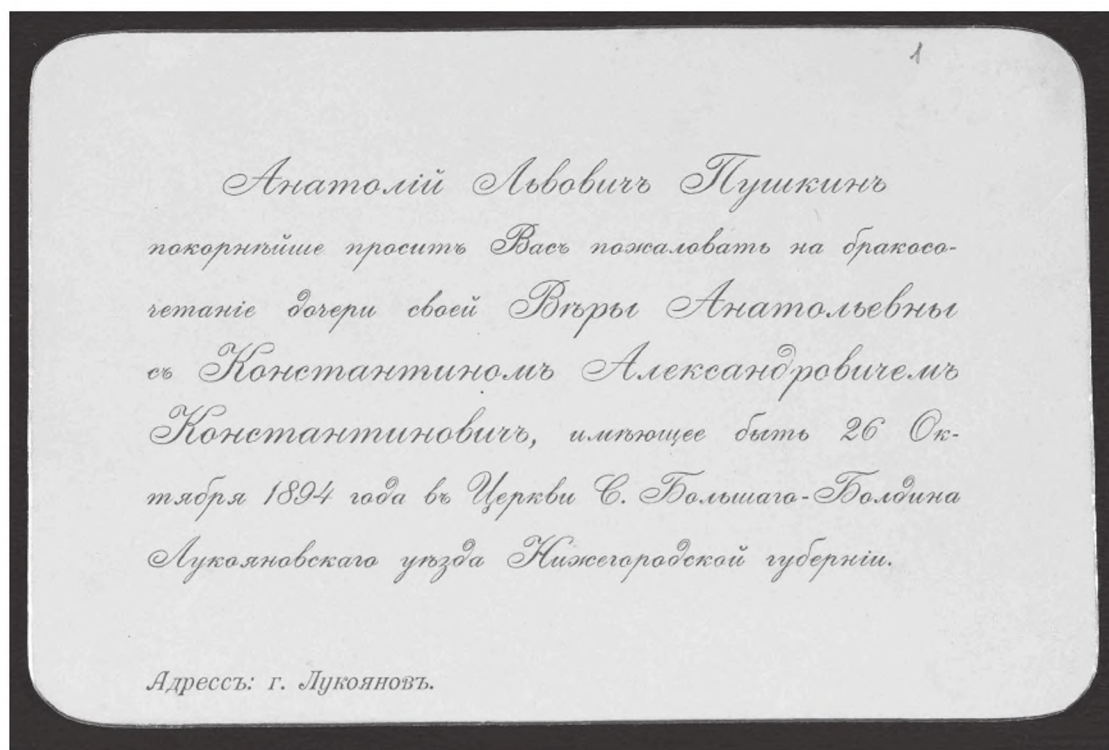 1
Анатолій Львовичъ Пушкинъ
покорнѣйше проситъ Васъ пожаловать на бракосо-
четаніе дочери своей Вѣры Анатольевны
съ Константиномъ Александровичемъ
Константиновичъ, имѣющее быть 26 Ок-
тября 1894 года въ Церкви С. Большаго-Болдина
Лукояновскаго уѣзда Нижегородской губерніи.
Адрессъ: г. Лукояновъ.